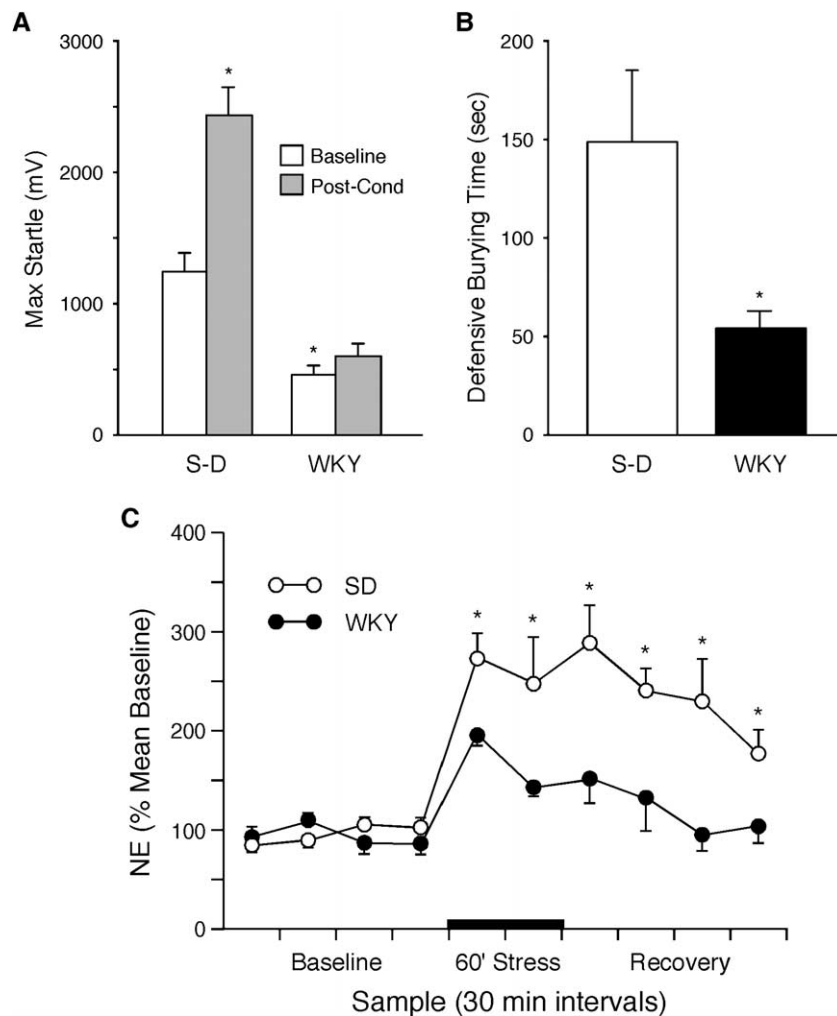 A
3000
2000
1000
0
Max Startle (mV)
*
*
Baseline
Post-Cond
S-D WKY
B
200
150
100
50
0
Defensive Burying Time (sec)
*
S-D WKY
C
400
300
200
100
0
NE (% Mean Baseline)
SD
WKY
* * * * * *
Baseline 60' Stress Recovery
Sample (30 min intervals)